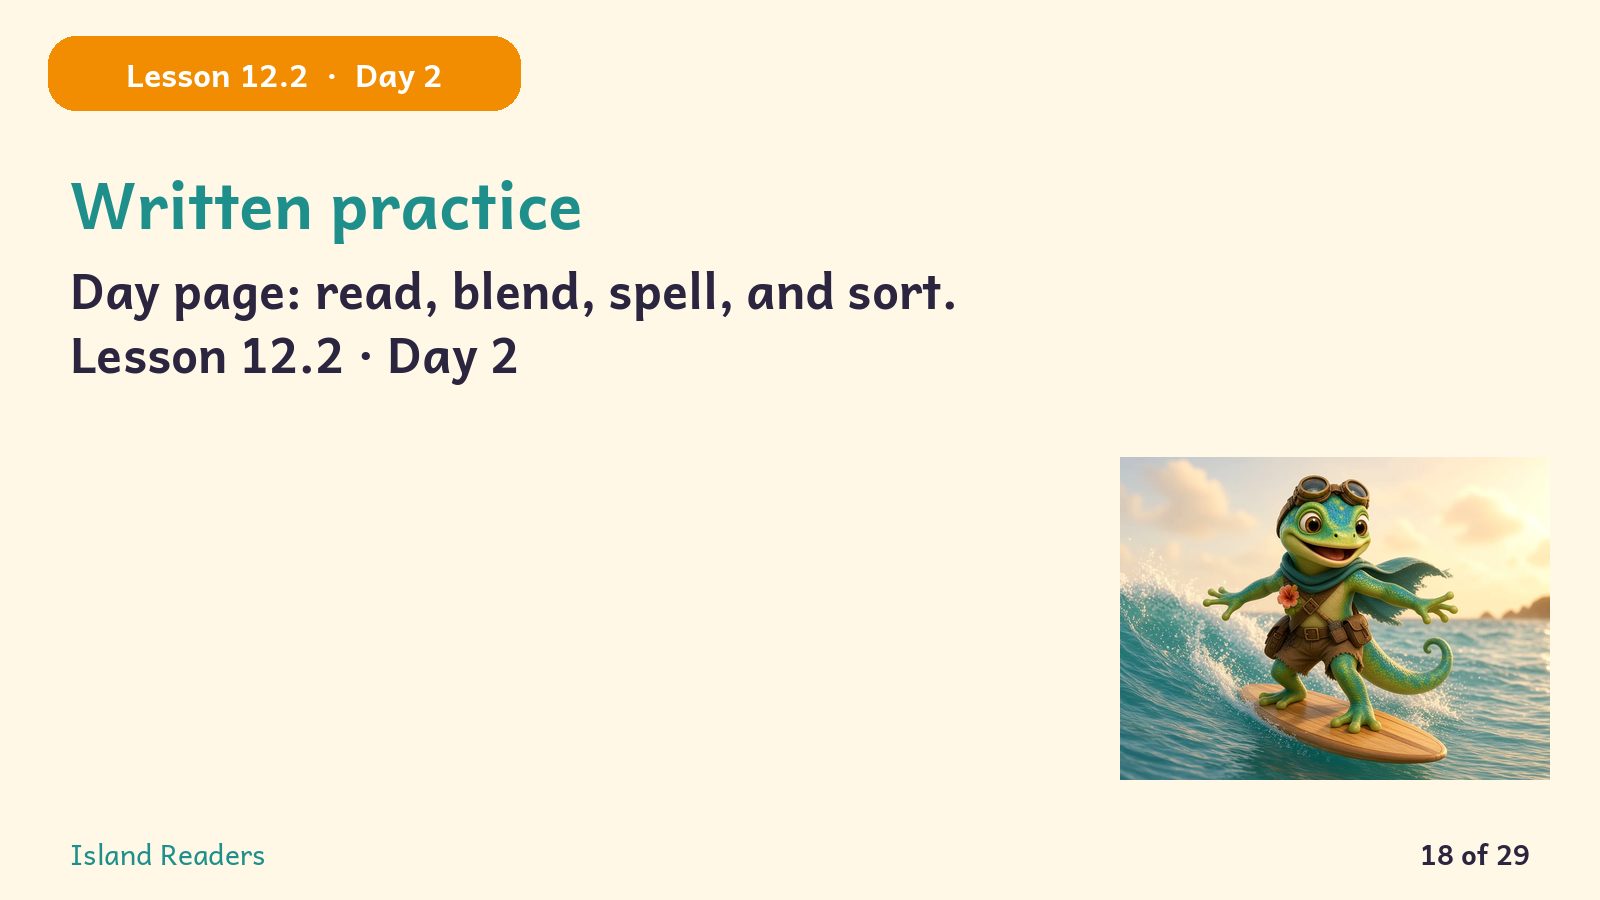 Lesson 12.2 · Day 2
Written practice
Day page: read, blend, spell, and sort.
Lesson 12.2 · Day 2
Island Readers
18 of 29